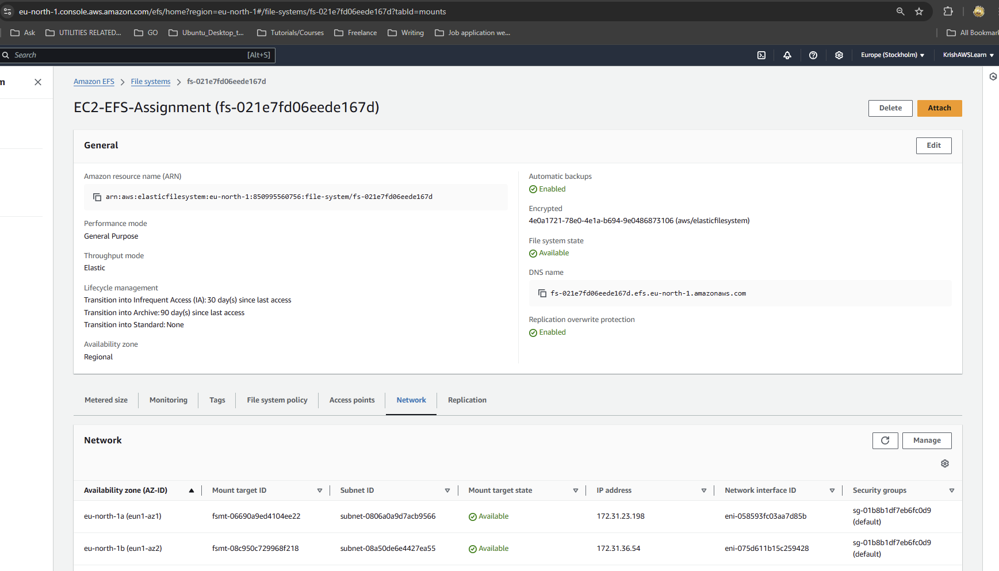 eu-north-1.console.aws.amazon.com/efs/home?region=eu-north-1#/file-systems/fs-021e7fd06eede167d?tabId=mounts
Ask UTILITIES RELATED... GO Ubuntu_Desktop_t... Tutorials/Courses Freelance Writing Job application we... All Bookmar
Search [Alt+S] Europe (Stockholm) KrishAWSLearn
Amazon EFS File systems fs-021e7fd06eede167d
EC2-EFS-Assignment (fs-021e7fd06eede167d)
Delete Attach
General
Edit
Amazon resource name (ARN)
arn:aws:elasticfilesystem:eu-north-1:850995560756:file-system/fs-021e7fd06eede167d
Performance mode
General Purpose
Throughput mode
Elastic
Lifecycle management
Transition into Infrequent Access (IA): 30 day(s) since last access
Transition into Archive: 90 day(s) since last access
Transition into Standard: None
Availability zone
Regional
Automatic backups
Enabled
Encrypted
4e0a1721-78e0-4e1a-b694-9e0486873106 (aws/elasticfilesystem)
File system state
Available
DNS name
fs-021e7fd06eede167d.efs.eu-north-1.amazonaws.com
Replication overwrite protection
Enabled
Metered size Monitoring Tags File system policy Access points Network Replication
Network
Manage
Availability zone (AZ-ID) Mount target ID Subnet ID Mount target state IP address Network interface ID Security groups
eu-north-1a (eun1-az1) fsmt-06690a9ed4104ee22 subnet-0806a0a9d7acb9566 Available 172.31.23.198 eni-058593fc03aa7d85b sg-01b8b1df7eb6fc0d9
(default)
eu-north-1b (eun1-az2) fsmt-08c950c729968f218 subnet-08a50de6e4427ea55 Available 172.31.36.54 eni-075d611b15c259428 sg-01b8b1df7eb6fc0d9
(default)